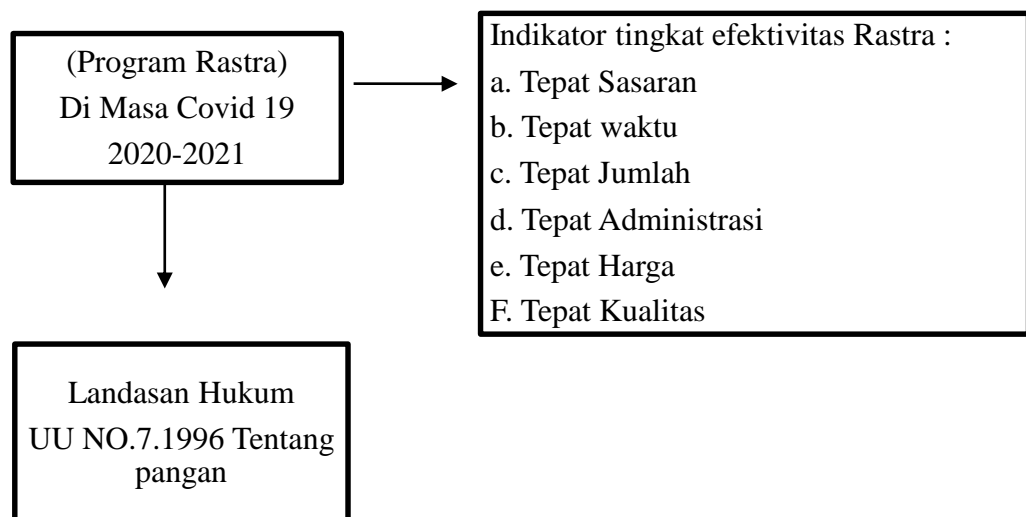 (Program Rastra)
Di Masa Covid 19
2020-2021
Indikator tingkat efektivitas Rastra :
a. Tepat Sasaran
b. Tepat waktu
c. Tepat Jumlah
d. Tepat Administrasi
e. Tepat Harga
F. Tepat Kualitas
Landasan Hukum
UU NO.7.1996 Tentang
pangan